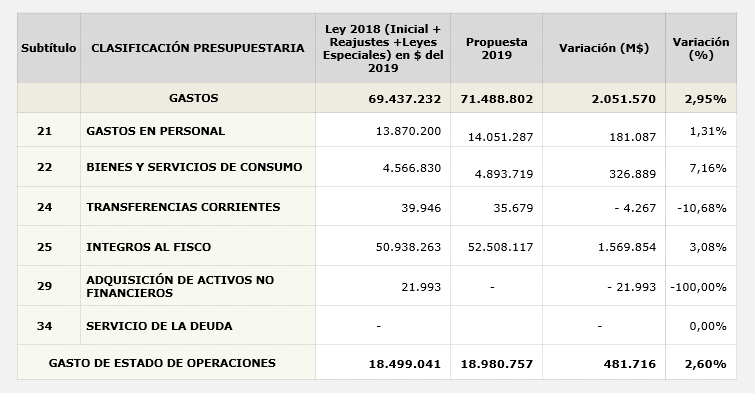 Subtítulo CLASIFICACIÓN PRESUPUESTARIA Ley 2018 (Inicial + Reajustes +Leyes Especiales) en $ del 2019 Propuesta 2019 Variación (M$) Variación (%)
GASTOS 69.437.232 71.488.802 2.051.570 2,95%
21 GASTOS EN PERSONAL 13.870.200 14.051.287 181.087 1,31%
22 BIENES Y SERVICIOS DE CONSUMO 4.566.830 4.893.719 326.889 7,16%
24 TRANSFERENCIAS CORRIENTES 39.946 35.679 - 4.267 -10,68%
25 INTEGROS AL FISCO 50.938.263 52.508.117 1.569.854 3,08%
29 ADQUISICIÓN DE ACTIVOS NO FINANCIEROS 21.993 - - 21.993 -100,00%
34 SERVICIO DE LA DEUDA - - 0,00%
GASTO DE ESTADO DE OPERACIONES 18.499.041 18.980.757 481.716 2,60%